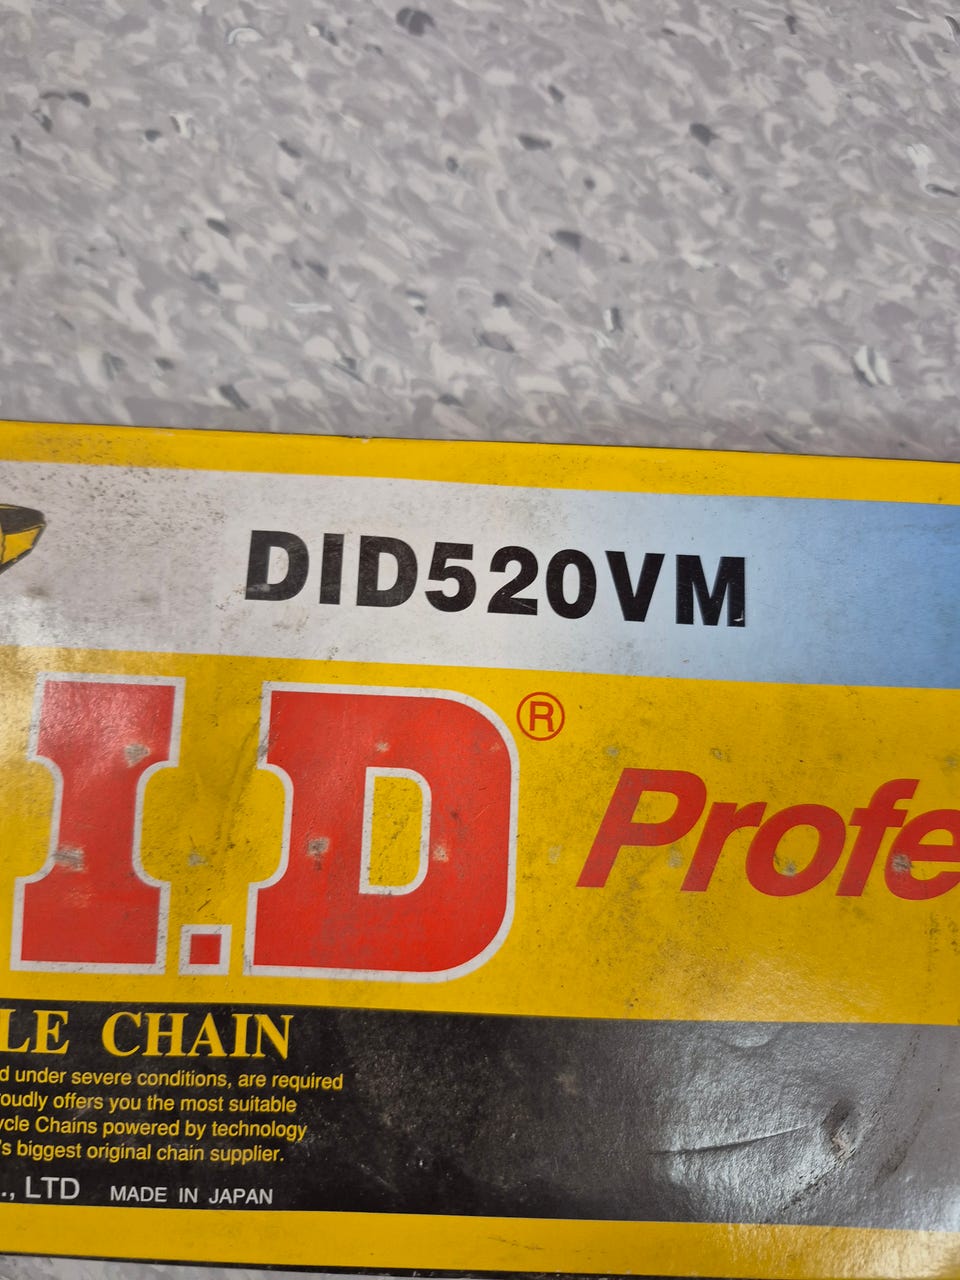 DID520VM
I.D®
Profe
LE CHAIN
d under severe conditions, are required
oudly offers you the most suitable
ycle Chains powered by technology
's biggest original chain supplier.
., LTD MADE IN JAPAN